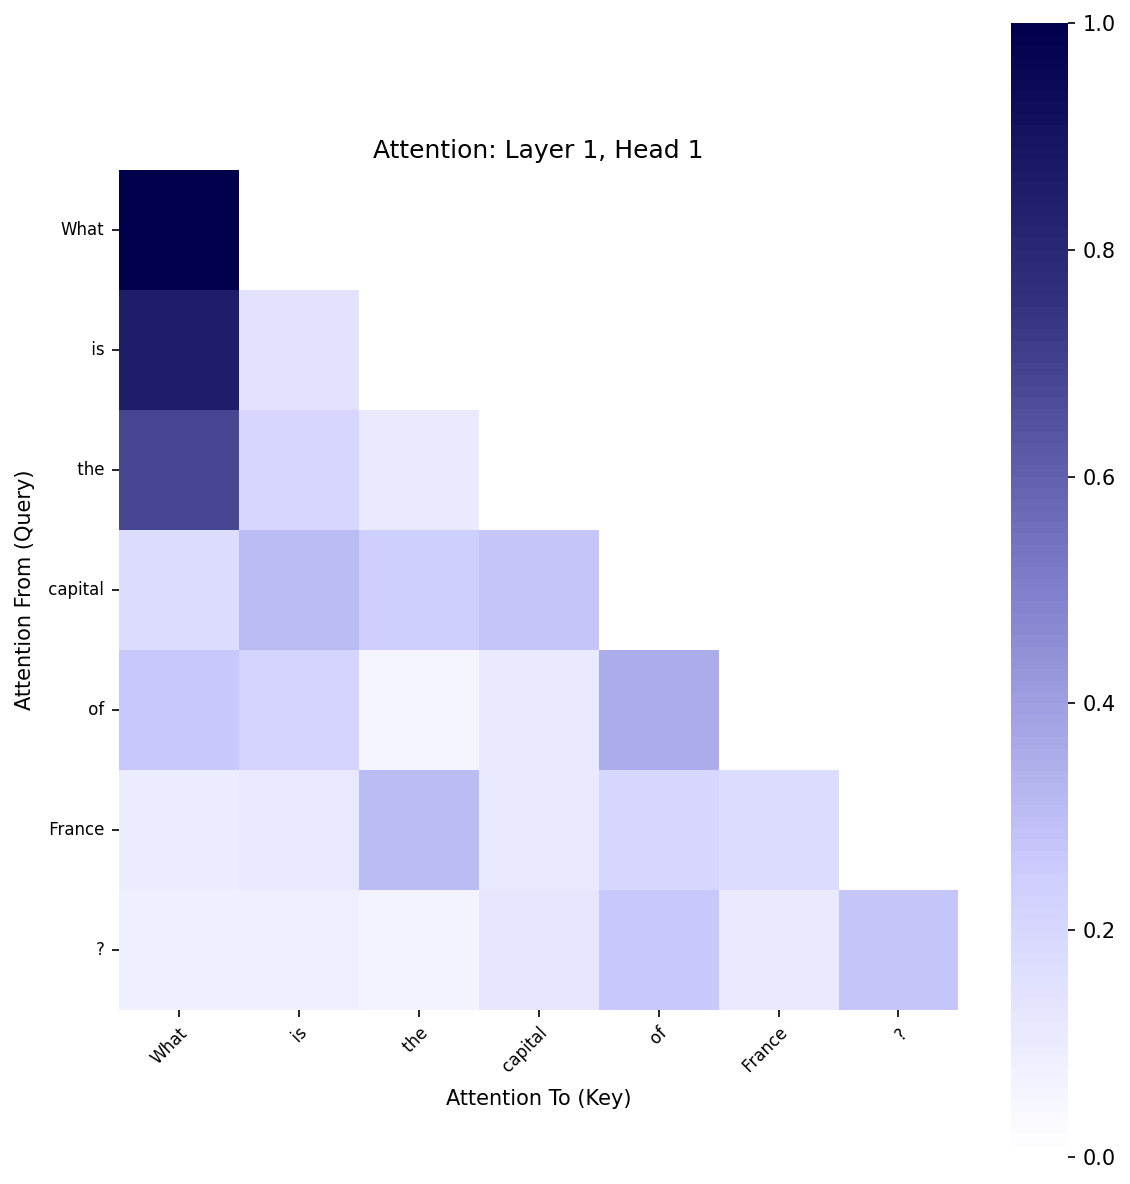 Attention: Layer 1, Head 1
1.0
0.8
0.6
0.4
0.2
0.0
Attention From (Query)
What
is
the
capital
of
France
?
What
is
the
capital
of
France
?
Attention To (Key)